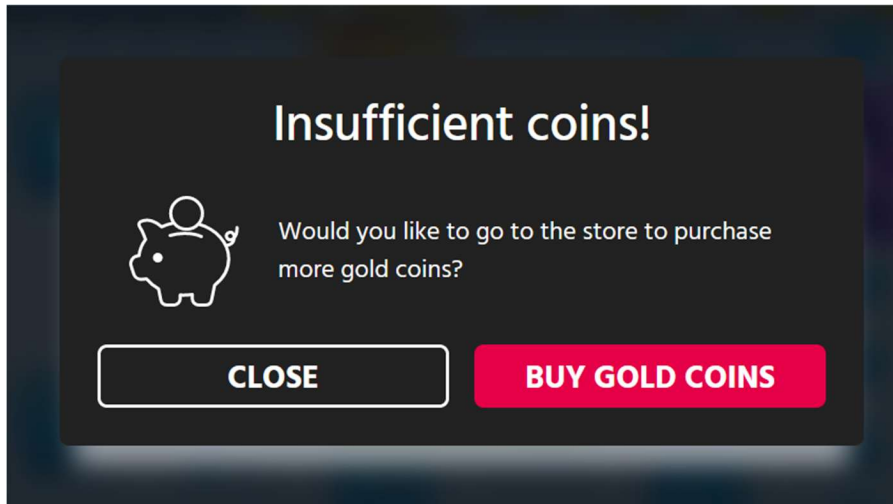 Insufficient coins!
Would you like to go to the store to purchase
more gold coins?
CLOSE
BUY GOLD COINS